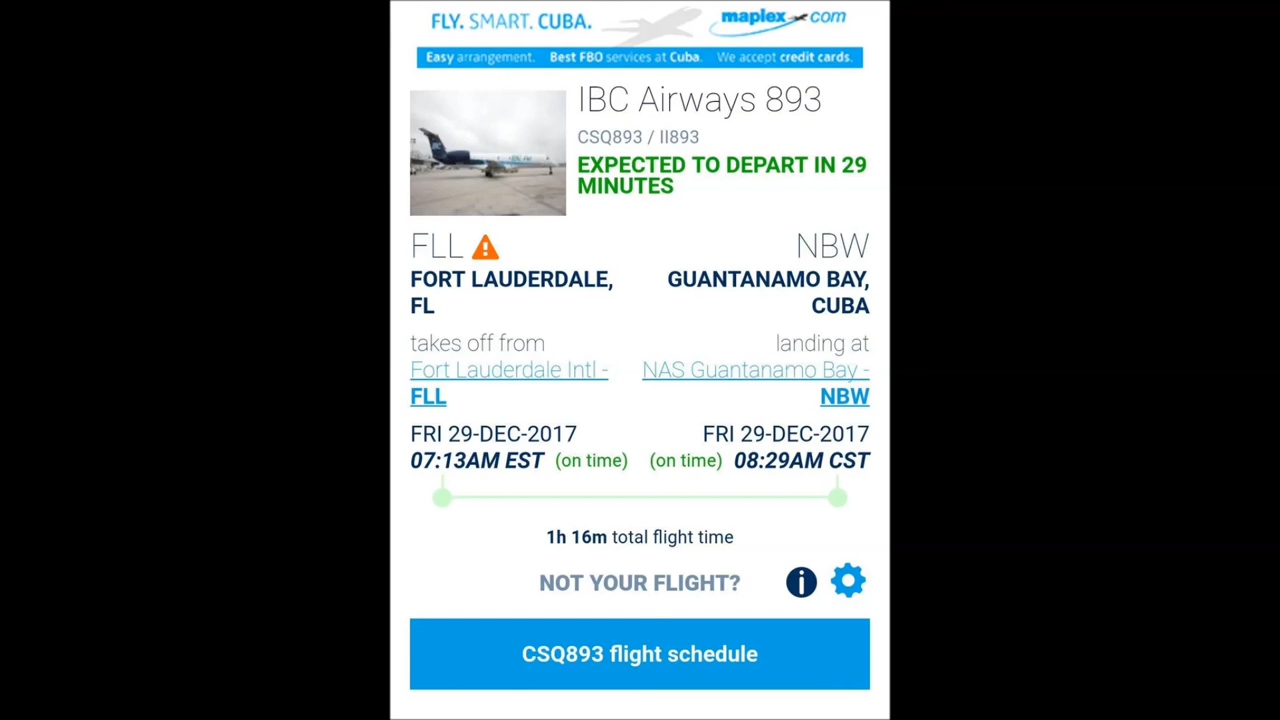 FLY. SMART. CUBA.
maplex.com
Easy arrangement. Best FBO services at Cuba. We accept credit cards.
IBC Airways 893
CSQ893 / II893
EXPECTED TO DEPART IN 29
MINUTES
FLL
NBW
FORT LAUDERDALE,
FL
GUANTANAMO BAY,
CUBA
takes off from
Fort Lauderdale Intl -
FLL
landing at
NAS Guantanamo Bay -
NBW
FRI 29-DEC-2017
07:13AM EST (on time)
FRI 29-DEC-2017
(on time) 08:29AM CST
1h 16m total flight time
NOT YOUR FLIGHT?
CSQ893 flight schedule